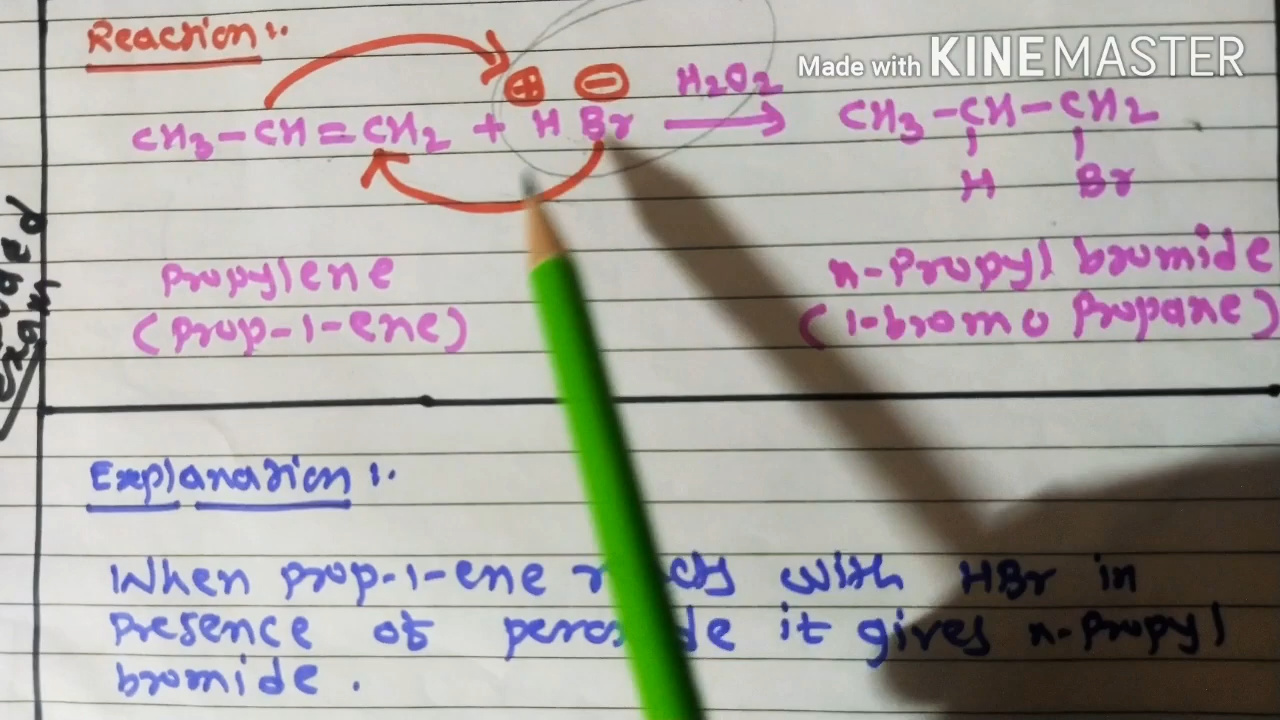 Reaction:.
Made with KINEMASTER
⊕ ⊖
CH3-CH=CH2 + H Br H2O2 → CH3-CH-CH2
H Br
Propylene n-Propyl bromide
(Prop-1-ene) (1-bromo Propane)
Explanation:.
When prop-1-ene with HBr in
Presence of it gives n-propyl
bromide.